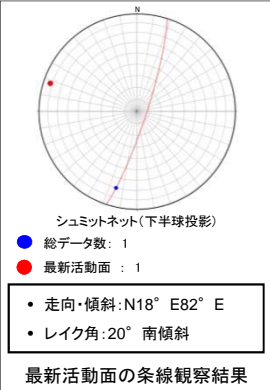 N
シュミットネット(下半球投影)
総データ数: 1
最新活動面 : 1
• 走向・傾斜:N18° E82° E
• レイク角:20° 南傾斜
最新活動面の条線観察結果